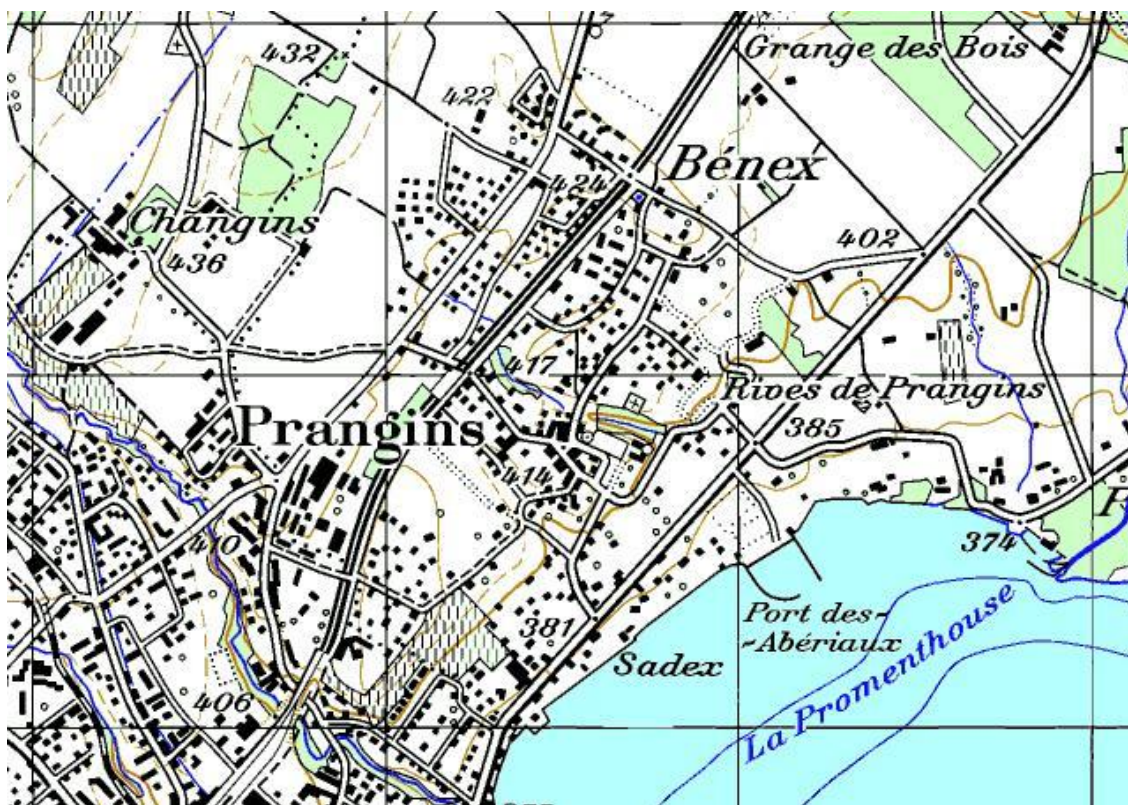 432
Grange des Bois
422
424
Bénex
Changins
436
402
417
Rives de Prangins
Prangins
385
414
410
374
381
Port des-
-Abériaux
Sadex
La Promenthouse
406